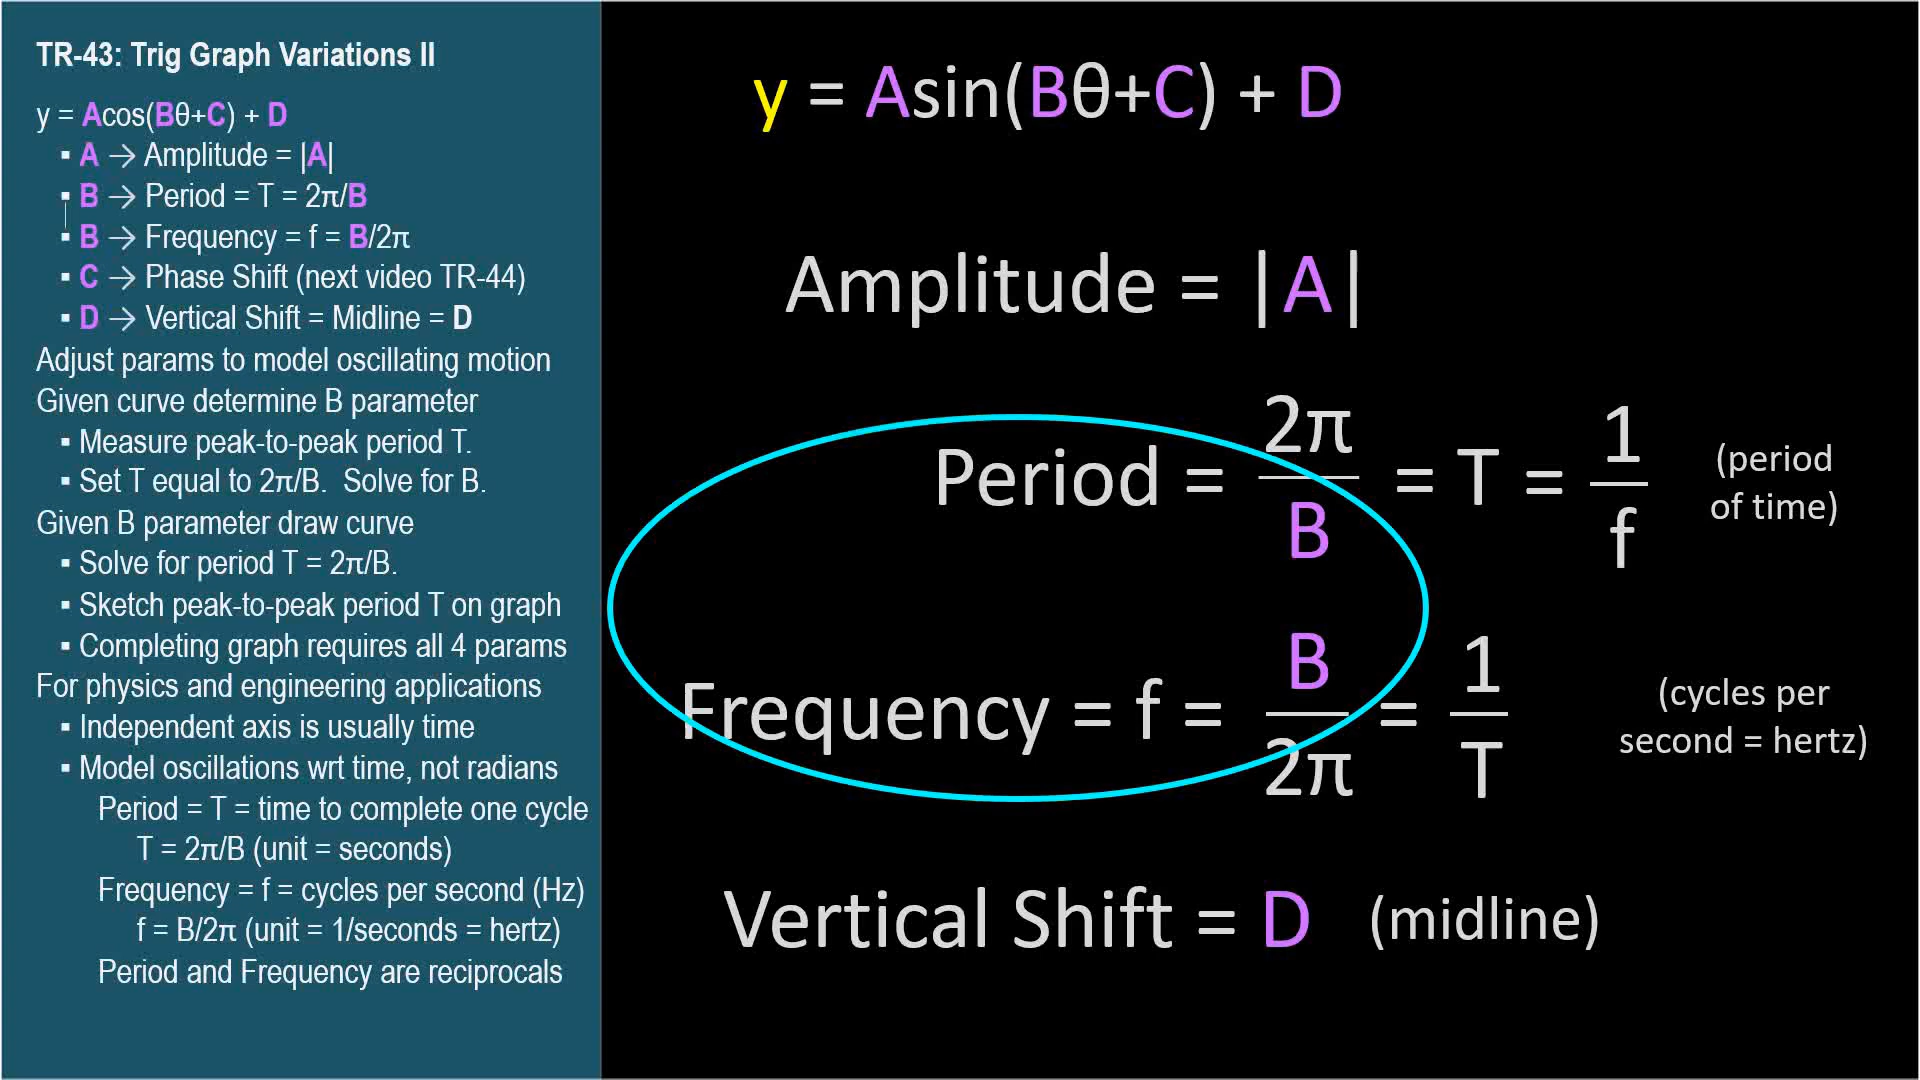 TR-43: Trig Graph Variations II
y = Acos(Bθ+C) + D
▪ A → Amplitude = |A|
▪ B → Period = T = 2π/B
▪ B → Frequency = f = B/2π
▪ C → Phase Shift (next video TR-44)
▪ D → Vertical Shift = Midline = D
Adjust params to model oscillating motion
Given curve determine B parameter
▪ Measure peak-to-peak period T.
▪ Set T equal to 2π/B. Solve for B.
Given B parameter draw curve
▪ Solve for period T = 2π/B.
▪ Sketch peak-to-peak period T on graph
▪ Completing graph requires all 4 params
For physics and engineering applications
▪ Independent axis is usually time
▪ Model oscillations wrt time, not radians
Period = T = time to complete one cycle
T = 2π/B (unit = seconds)
Frequency = f = cycles per second (Hz)
f = B/2π (unit = 1/seconds = hertz)
Period and Frequency are reciprocals
y = Asin(Bθ+C) + D
Amplitude = |A|
Period = 2π/B = T = 1/f
(period
of time)
Frequency = f = B/2π = 1/T
(cycles per
second = hertz)
Vertical Shift = D (midline)